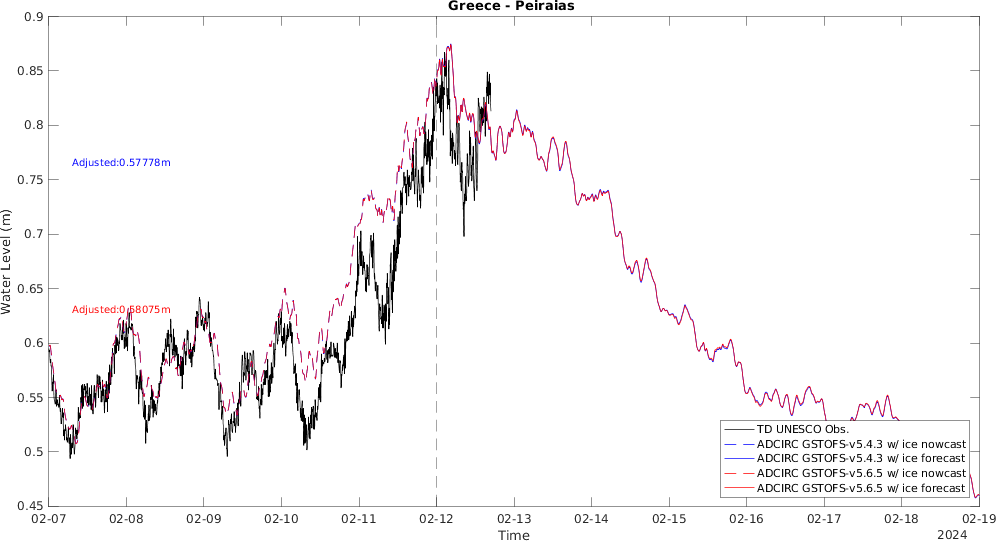 Greece - Peiraias
0.9
0.85
0.8
0.75
0.7
0.65
0.6
0.55
0.5
0.45
Water Level (m)
Adjusted:0.57778m
Adjusted:0.58075m
TD UNESCO Obs.
ADCIRC GSTOFS-v5.4.3 w/ ice nowcast
ADCIRC GSTOFS-v5.4.3 w/ ice forecast
ADCIRC GSTOFS-v5.6.5 w/ ice nowcast
ADCIRC GSTOFS-v5.6.5 w/ ice forecast
02-07 02-08 02-09 02-10 02-11 02-12 02-13 02-14 02-15 02-16 02-17 02-18 02-19
Time
2024